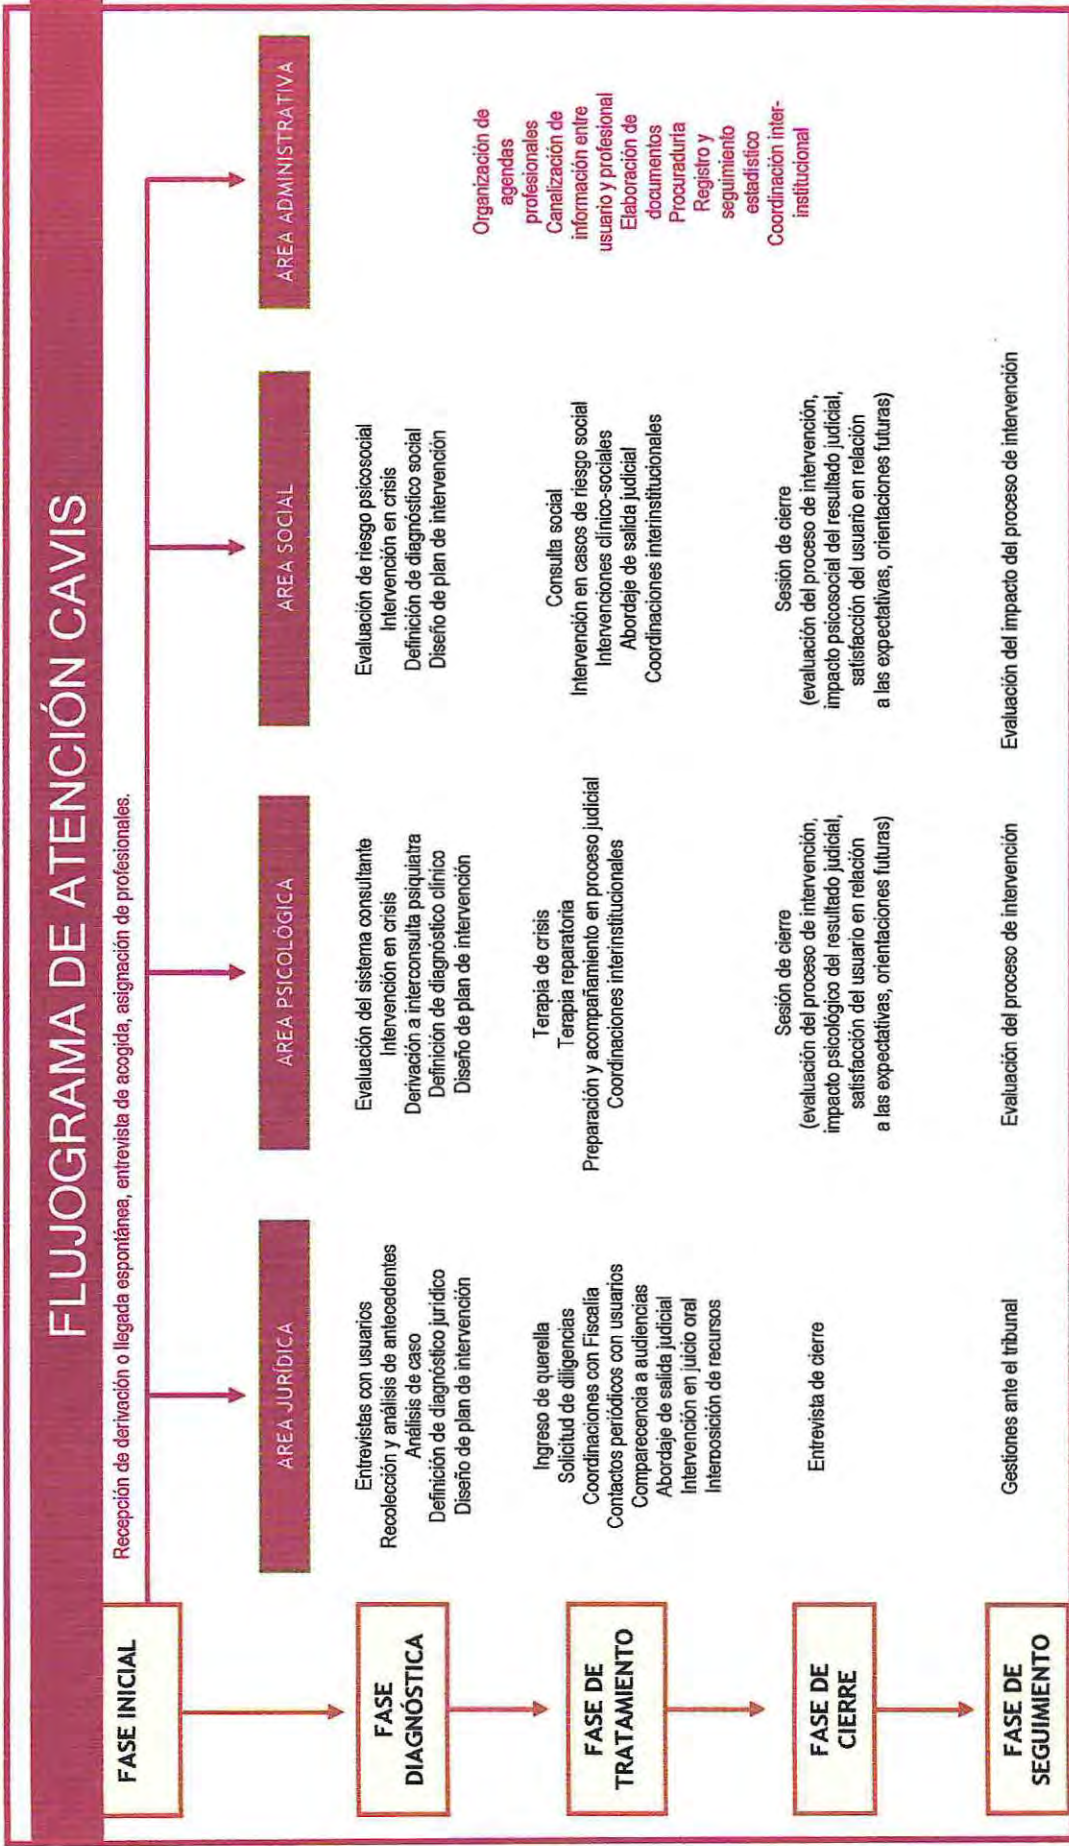 FLUJOGRAMA DE ATENCIÓN CAVIS
FASE INICIAL
Recepción de derivación o llegada espontánea, entrevista de acogida, asignación de profesionales.
AREA JURÍDICA
AREA PSICOLÓGICA
AREA SOCIAL
AREA ADMINISTRATIVA
FASE
DIAGNÓSTICA
Entrevistas con usuarios
Recolección y análisis de antecedentes
Análisis de caso
Definición de diagnóstico jurídico
Diseño de plan de intervención
Evaluación del sistema consultante
Intervención en crisis
Derivación a interconsulta psiquiatra
Definición de diagnóstico clínico
Diseño de plan de intervención
Evaluación de riesgo psicosocial
Intervención en crisis
Definición de diagnóstico social
Diseño de plan de intervención
Organización de
agendas
profesionales
Canalización de
información entre
usuario y profesional
Elaboración de
documentos
Procuraduria
Registro y
seguimiento
estadístico
Coordinación inter-
institucional
FASE DE
TRATAMIENTO
Ingreso de querella
Solicitud de diligencias
Coordinaciones con Fiscalía
Contactos periódicos con usuarios
Comparecencia a audiencias
Abordaje de salida judicial
Intervención en juicio oral
Interposición de recursos
Terapia de crisis
Terapia reparatoria
Preparación y acompañamiento en proceso judicial
Coordinaciones interinstitucionales
Consulta social
Intervención en casos de riesgo social
Intervenciones clínico-sociales
Abordaje de salida judicial
Coordinaciones interinstitucionales
FASE DE
CIERRE
Entrevista de cierre
Sesión de cierre
(evaluación del proceso de intervención,
impacto psicológico del resultado judicial,
satisfacción del usuario en relación
a las expectativas, orientaciones futuras)
Sesión de cierre
(evaluación del proceso de intervención,
impacto psicosocial del resultado judicial,
satisfacción del usuario en relación
a las expectativas, orientaciones futuras)
FASE DE
SEGUIMIENTO
Gestiones ante el tribunal
Evaluación del proceso de intervención
Evaluación del impacto del proceso de intervención